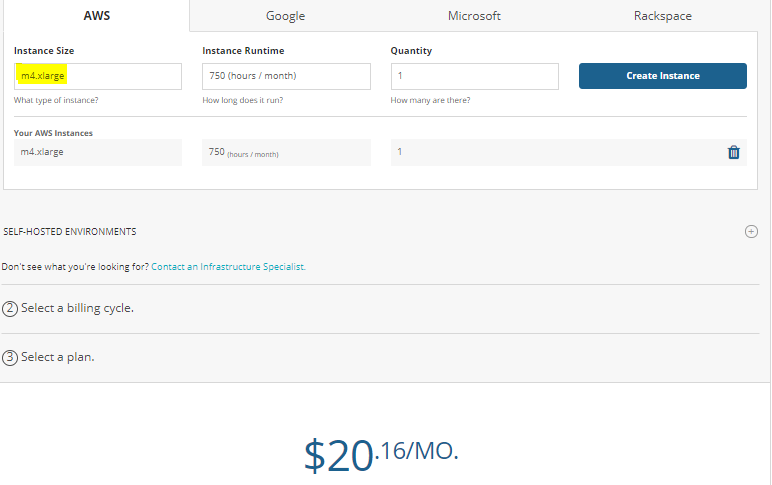 AWS Google Microsoft Rackspace
Instance Size Instance Runtime Quantity
m4.xlarge 750 (hours / month) 1 Create Instance
What type of instance? How long does it run? How many are there?
Your AWS Instances
m4.xlarge 750 (hours / month) 1
SELF-HOSTED ENVIRONMENTS
Don't see what you're looking for? Contact an Infrastructure Specialist.
2 Select a billing cycle.
3 Select a plan.
$20.16/MO.